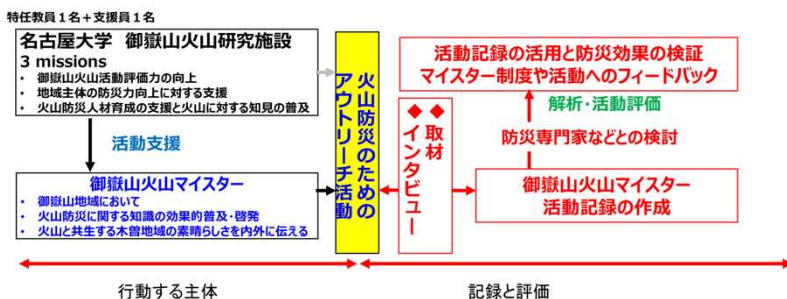 特任教員1名+支援員1名
名古屋大学 御嶽山火山研究施設
3 missions
・ 御嶽山火山活動評価力の向上
・ 地域主体の防災力向上に対する支援
・ 火山防災人材育成の支援と火山に対する知見の普及
活動支援
御嶽山火山マイスター
・ 御嶽山地域において
・ 火山防災に関する知識の効果的普及・啓発
・ 火山と共生する木曽地域の素晴らしさを内外に伝える
火山防災のための
アウトリーチ活動
◆ 取材
◆ インタビュー
活動記録の活用と防災効果の検証
マイスター制度や活動へのフィードバック
解析・活動評価
防災専門家などとの検討
御嶽山火山マイスター
活動記録の作成
行動する主体
記録と評価